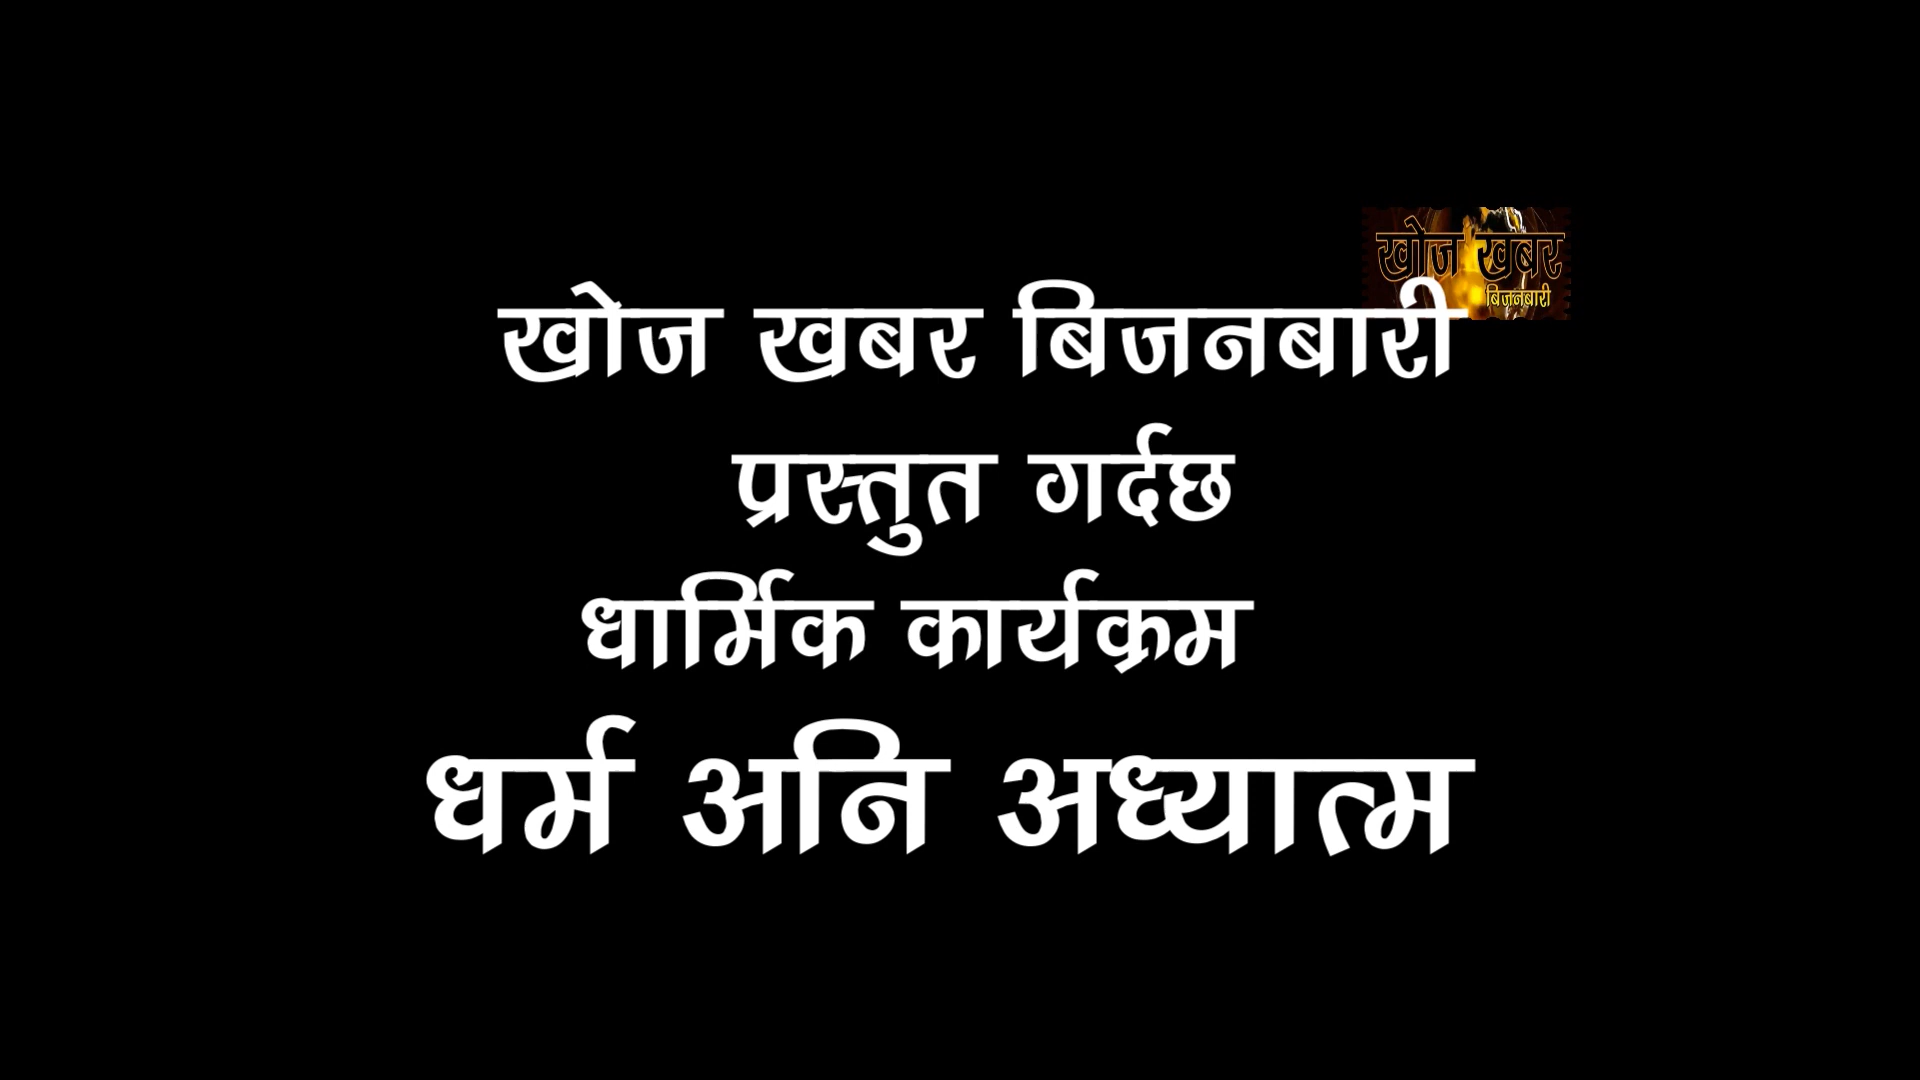 खोज खबर
बिजनबारी
खोज खबर बिजनबारी
प्रस्तुत गर्दछ
धार्मिक कार्यक्रम
धर्म अनि अध्यात्म